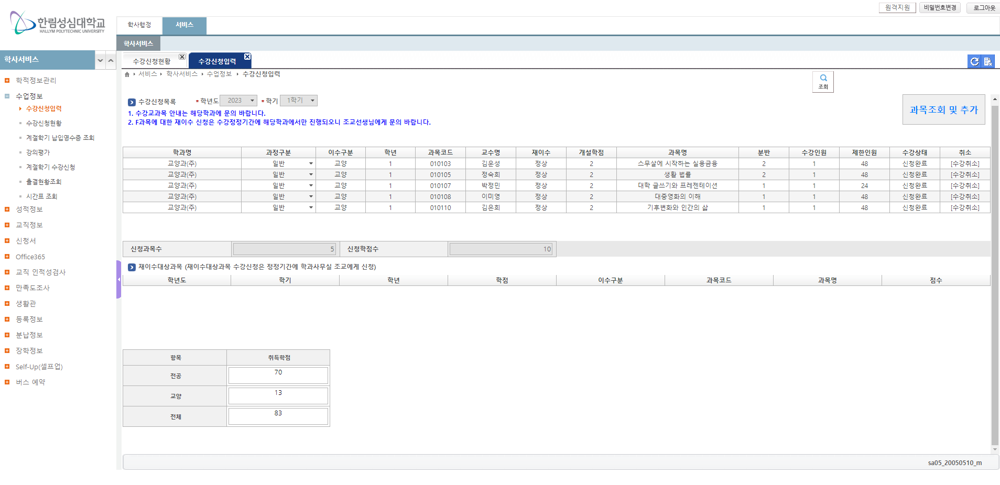 원격지원 비밀번호변경 로그아웃
한림성심대학교
HALLYM POLYTECHNIC UNIVERSITY
학사행정 서비스
학사서비스
학사서비스
학적정보관리
수업정보
수강신청입력
수강신청현황
계절학기 납입영수증 조회
강의평가
계절학기 수강신청
출결현황조회
시간표 조회
성적정보
교직정보
신청서
Office365
교직 인적성검사
만족도조사
생활관
등록정보
분납정보
장학정보
Self-Up(셀프업)
버스 예약
수강신청현황 수강신청입력
서비스 학사서비스 수업정보 수강신청입력
조회
수강신청목록 * 학년도 2023 * 학기 1학기
과목조회 및 추가
1. 수강교과목 안내는 해당학과에 문의 바랍니다.
2. F과목에 대한 재이수 신청은 수강정정기간에 해당학과에서만 진행되오니 조교선생님에게 문의 바랍니다.
학과명 과정구분 이수구분 학년 과목코드 교수명 재이수 개설학점 과목명 분반 수강인원 제한인원 수강상태 취소
교양과(주) 일반 교양 1 010103 김운성 정상 2 스무살에 시작하는 실용금융 2 1 48 신청완료 [수강취소]
교양과(주) 일반 교양 1 010105 정숙희 정상 2 생활 법률 2 1 48 신청완료 [수강취소]
교양과(주) 일반 교양 1 010107 박정민 정상 2 대학 글쓰기와 프레젠테이션 1 1 24 신청완료 [수강취소]
교양과(주) 일반 교양 1 010108 이미영 정상 2 대중영화의 이해 1 1 48 신청완료 [수강취소]
교양과(주) 일반 교양 1 010110 김은희 정상 2 기후변화와 인간의 삶 1 1 48 신청완료 [수강취소]
신청과목수 5 신청학점수 10
재이수대상과목 (재이수대상과목 수강신청은 정정기간에 학과사무실 조교에게 신청)
학년도 학기 학년 학점 이수구분 과목코드 과목명 점수
항목 취득학점
전공 70
교양 13
전체 83
sa05_20050510_m